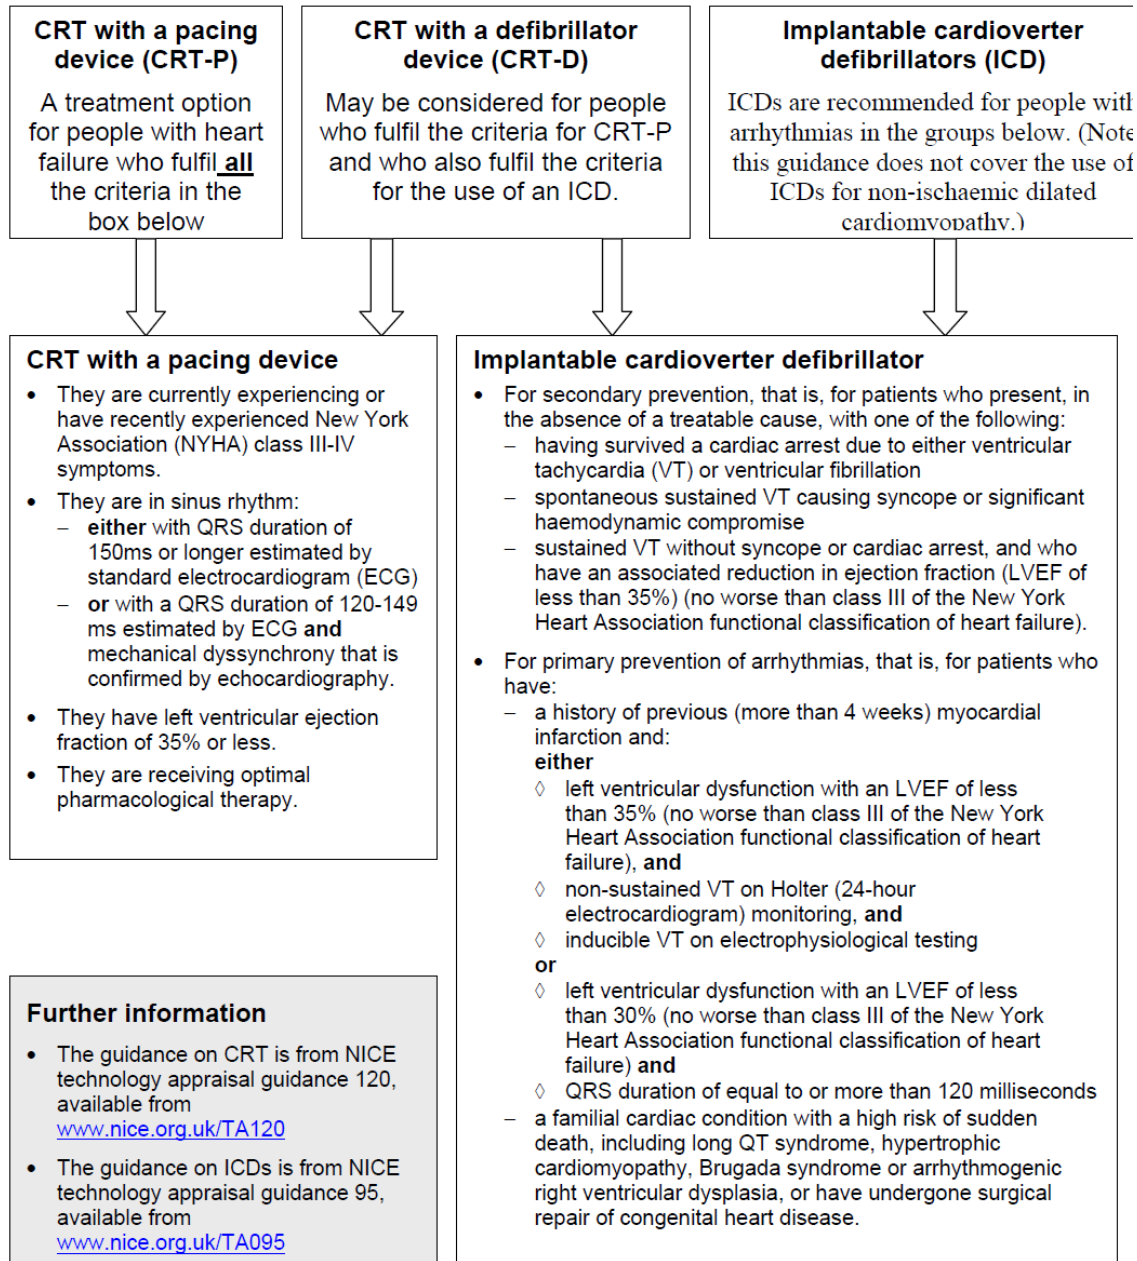 CRT with a pacing
device (CRT-P)
A treatment option
for people with heart
failure who fulfil all
the criteria in the
box below
CRT with a defibrillator
device (CRT-D)
May be considered for people
who fulfil the criteria for CRT-P
and who also fulfil the criteria
for the use of an ICD.
Implantable cardioverter
defibrillators (ICD)
ICDs are recommended for people with
arrhythmias in the groups below. (Note
this guidance does not cover the use of
ICDs for non-ischaemic dilated
cardiomyopathy.)
CRT with a pacing device
• They are currently experiencing or
have recently experienced New York
Association (NYHA) class III-IV
symptoms.
• They are in sinus rhythm:
– either with QRS duration of
150ms or longer estimated by
standard electrocardiogram (ECG)
– or with a QRS duration of 120-149
ms estimated by ECG and
mechanical dyssynchrony that is
confirmed by echocardiography.
• They have left ventricular ejection
fraction of 35% or less.
• They are receiving optimal
pharmacological therapy.
Implantable cardioverter defibrillator
• For secondary prevention, that is, for patients who present, in
the absence of a treatable cause, with one of the following:
– having survived a cardiac arrest due to either ventricular
tachycardia (VT) or ventricular fibrillation
– spontaneous sustained VT causing syncope or significant
haemodynamic compromise
– sustained VT without syncope or cardiac arrest, and who
have an associated reduction in ejection fraction (LVEF of
less than 35%) (no worse than class III of the New York
Heart Association functional classification of heart failure).
• For primary prevention of arrhythmias, that is, for patients who
have:
– a history of previous (more than 4 weeks) myocardial
infarction and:
either
◊ left ventricular dysfunction with an LVEF of less
than 35% (no worse than class III of the New York
Heart Association functional classification of heart
failure), and
◊ non-sustained VT on Holter (24-hour
electrocardiogram) monitoring, and
◊ inducible VT on electrophysiological testing
or
◊ left ventricular dysfunction with an LVEF of less
than 30% (no worse than class III of the New York
Heart Association functional classification of heart
failure) and
◊ QRS duration of equal to or more than 120 milliseconds
– a familial cardiac condition with a high risk of sudden
death, including long QT syndrome, hypertrophic
cardiomyopathy, Brugada syndrome or arrhythmogenic
right ventricular dysplasia, or have undergone surgical
repair of congenital heart disease.
Further information
• The guidance on CRT is from NICE
technology appraisal guidance 120,
available from
www.nice.org.uk/TA120
• The guidance on ICDs is from NICE
technology appraisal guidance 95,
available from
www.nice.org.uk/TA095